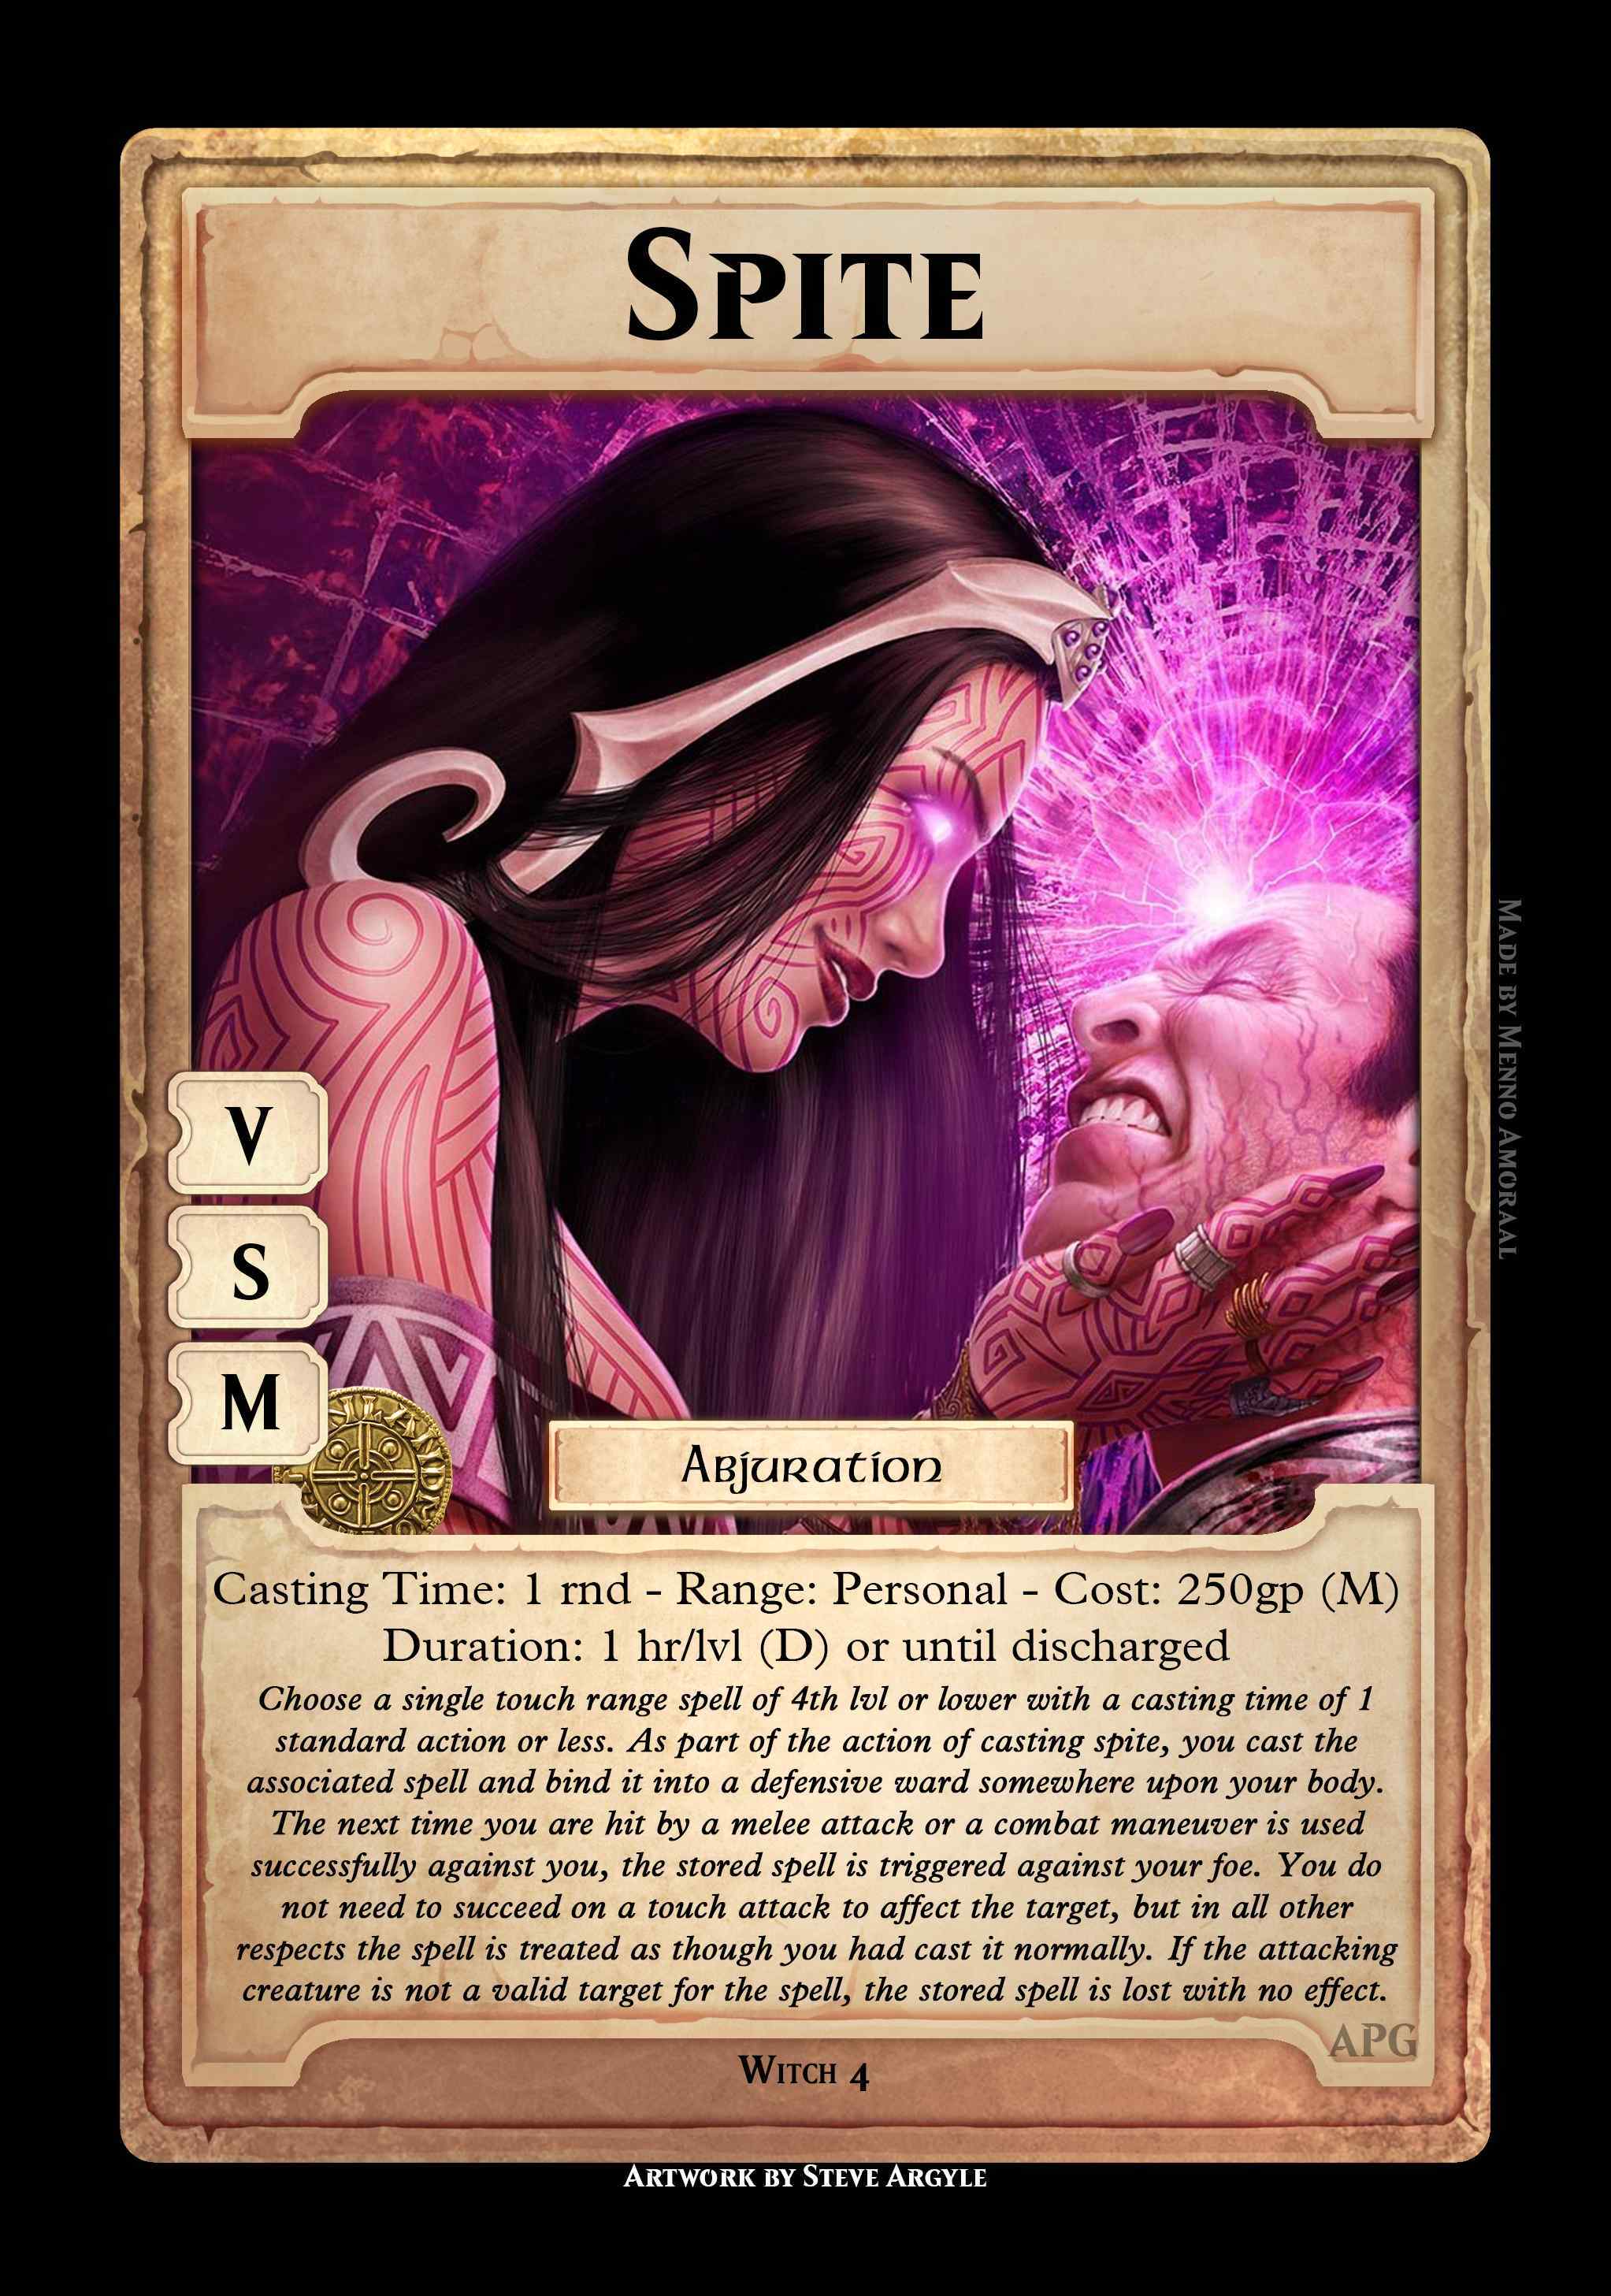 Spite
V
S
M
Abjuration
Casting Time: 1 rnd - Range: Personal - Cost: 250gp (M)
Duration: 1 hr/lvl (D) or until discharged
Choose a single touch range spell of 4th lvl or lower with a casting time of 1
standard action or less. As part of the action of casting spite, you cast the
associated spell and bind it into a defensive ward somewhere upon your body.
The next time you are hit by a melee attack or a combat maneuver is used
successfully against you, the stored spell is triggered against your foe. You do
not need to succeed on a touch attack to affect the target, but in all other
respects the spell is treated as though you had cast it normally. If the attacking
creature is not a valid target for the spell, the stored spell is lost with no effect.
APG
Witch 4
Artwork by Steve Argyle
Made by Menno Amoraal